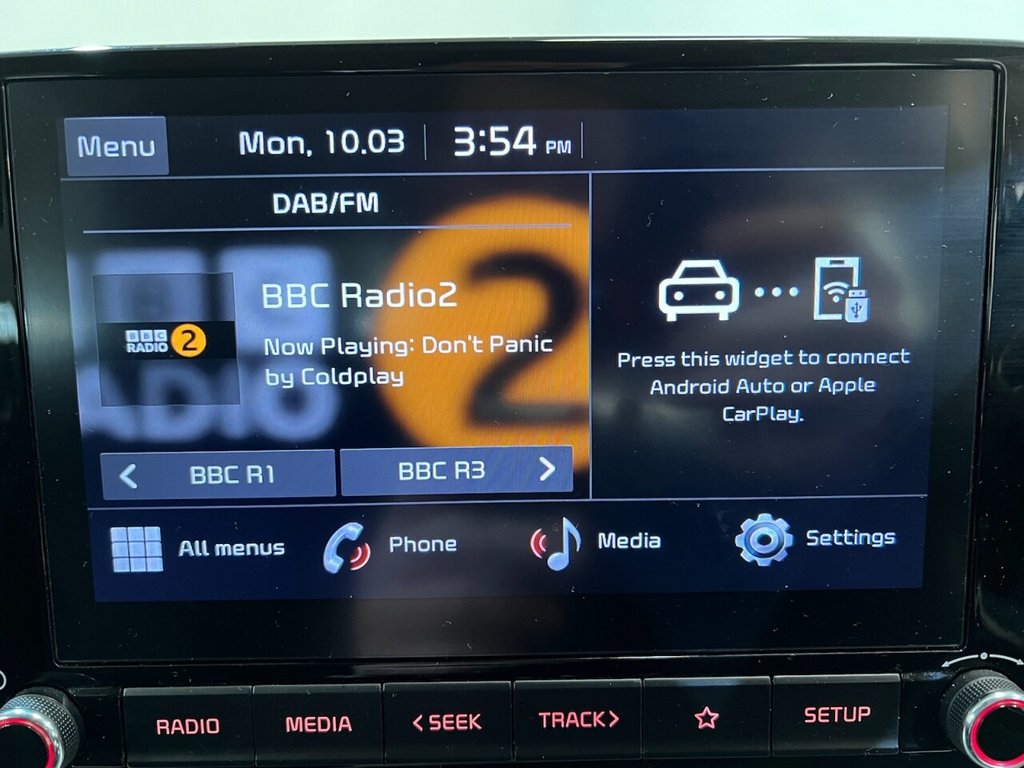 Menu
Mon, 10.03
3:54 PM
DAB/FM
BBC
RADIO 2
BBC Radio2
Now Playing: Don't Panic
by Coldplay
2
ADIO
Press this widget to connect
Android Auto or Apple
CarPlay.
< BBC R1
BBC R3 >
All menus
Phone
Media
Settings
RADIO
MEDIA
<SEEK
TRACK>
☆
SETUP